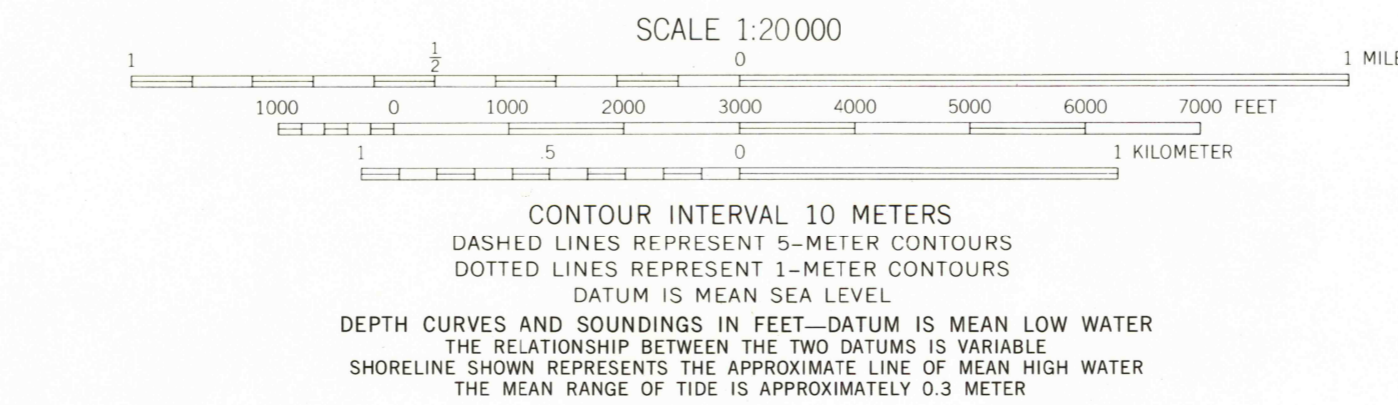 SCALE 1:20 000
1 1/2 0 1 MILE
1000 0 1000 2000 3000 4000 5000 6000 7000 FEET
1 .5 0 1 KILOMETER
CONTOUR INTERVAL 10 METERS
DASHED LINES REPRESENT 5–METER CONTOURS
DOTTED LINES REPRESENT 1–METER CONTOURS
DATUM IS MEAN SEA LEVEL
DEPTH CURVES AND SOUNDINGS IN FEET—DATUM IS MEAN LOW WATER
THE RELATIONSHIP BETWEEN THE TWO DATUMS IS VARIABLE
SHORELINE SHOWN REPRESENTS THE APPROXIMATE LINE OF MEAN HIGH WATER
THE MEAN RANGE OF TIDE IS APPROXIMATELY 0.3 METER